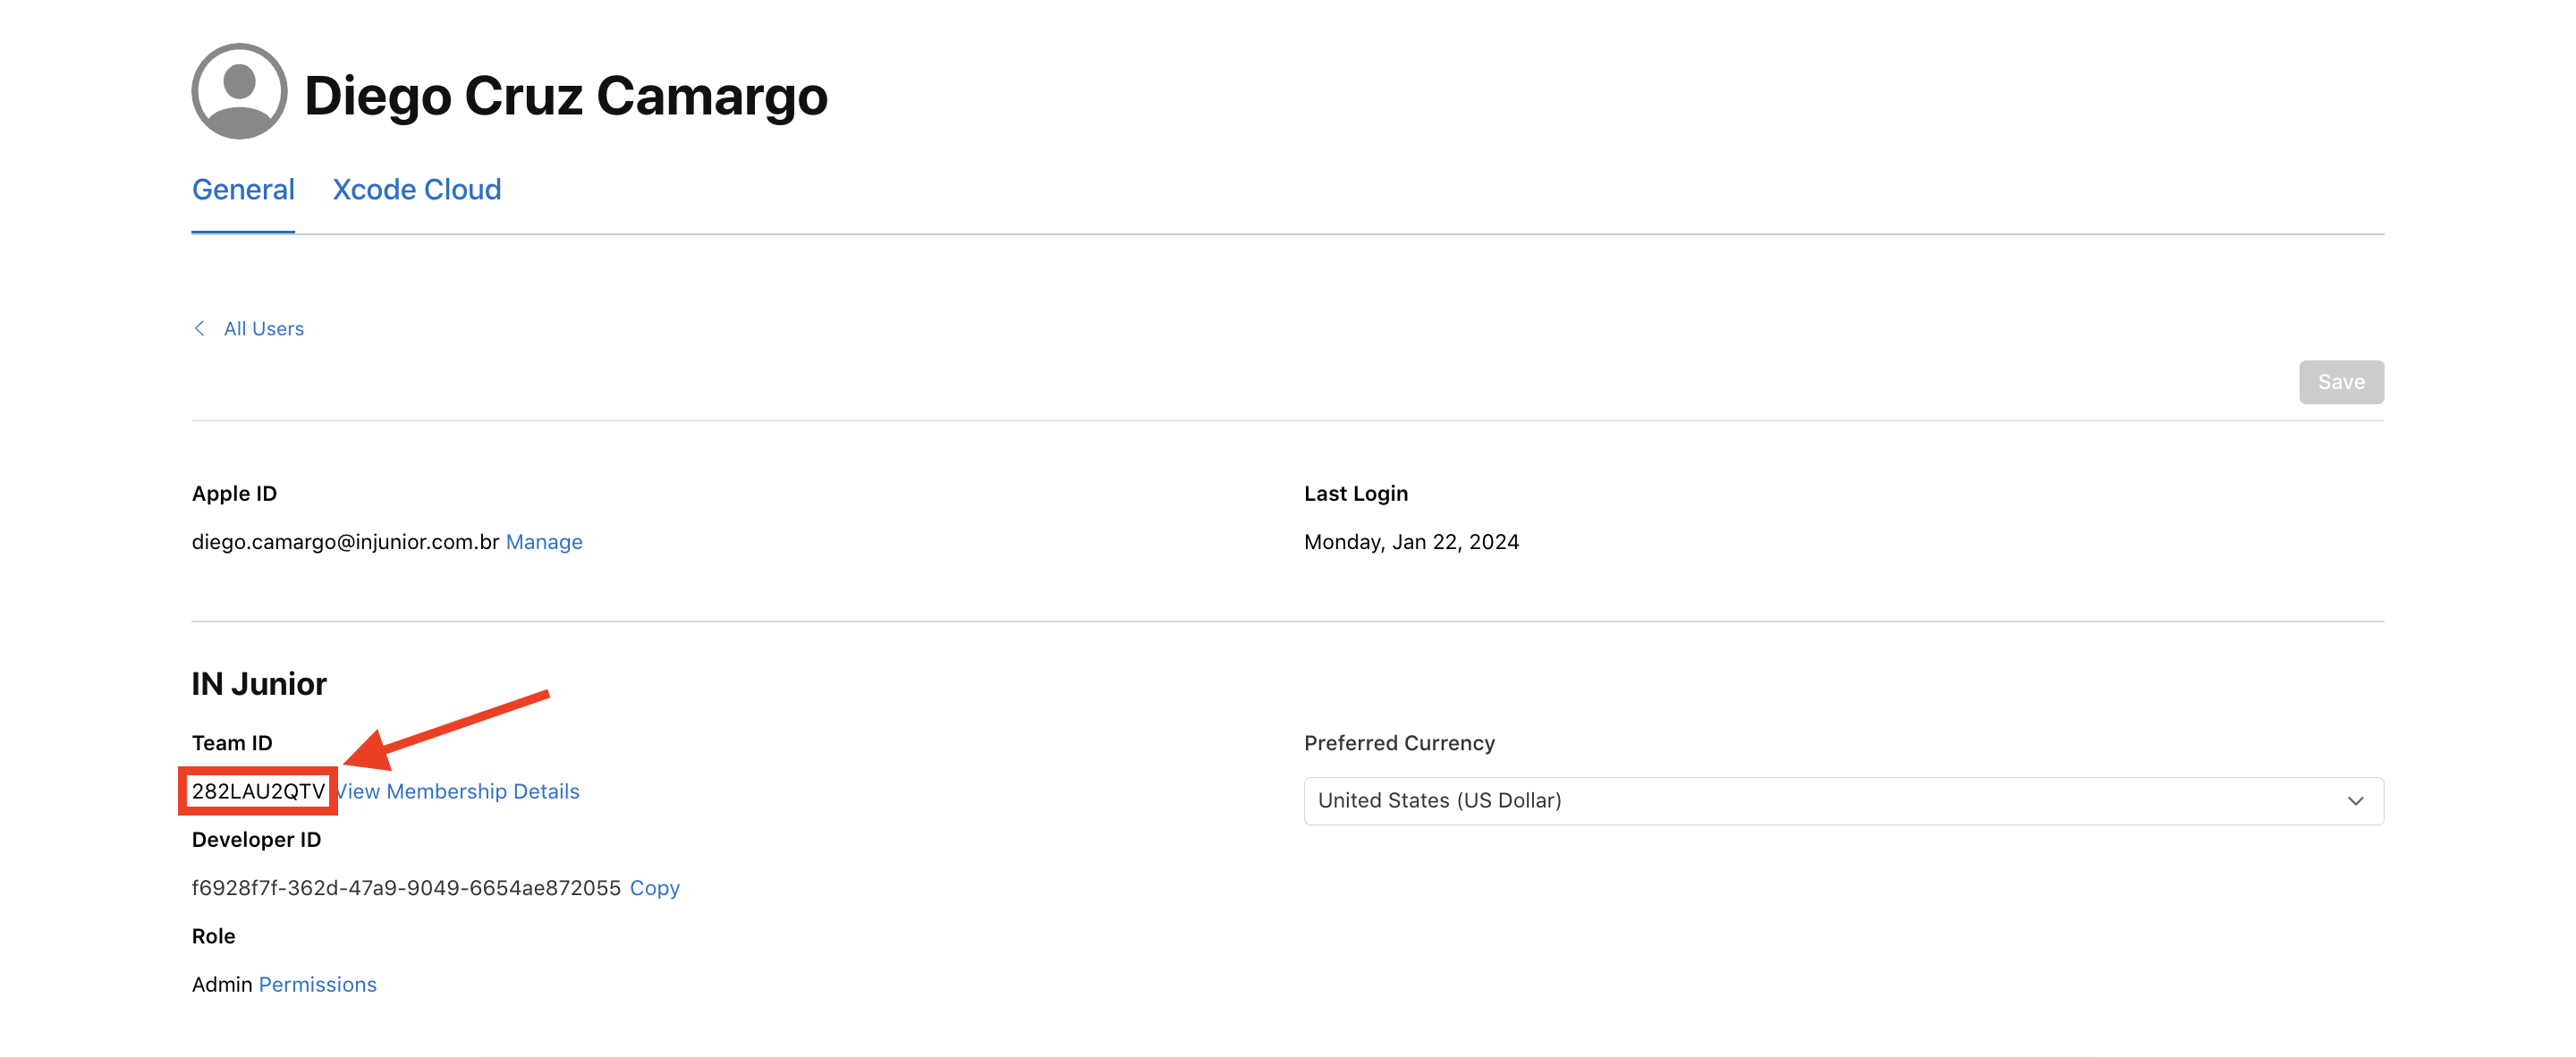 Diego Cruz Camargo
General Xcode Cloud
All Users
Save
Apple ID
diego.camargo@injunior.com.br Manage
Last Login
Monday, Jan 22, 2024
IN Junior
Team ID
282LAU2QTV View Membership Details
Developer ID
f6928f7f-362d-47a9-9049-6654ae872055 Copy
Role
Admin Permissions
Preferred Currency
United States (US Dollar)